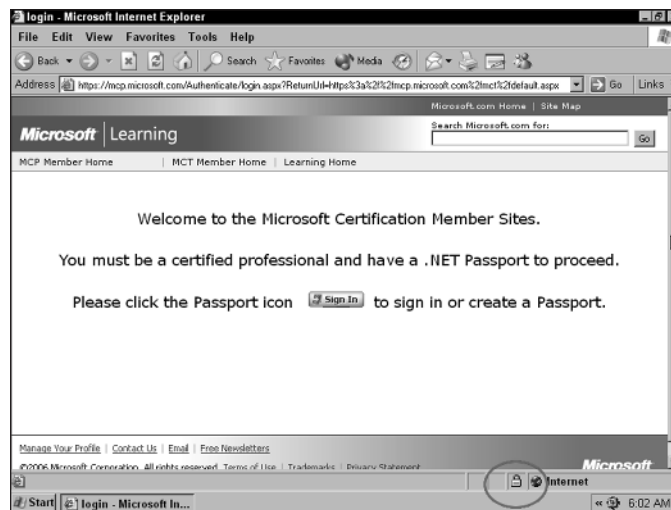 login - Microsoft Internet Explorer
File Edit View Favorites Tools Help
Back Search Favorites Media
Address https://mcp.microsoft.com/Authenticate/login.aspx?ReturnUrl=https%3a%2f%2fmcp.microsoft.com%2fmct%2fdefault.aspx Go Links
Microsoft.com Home | Site Map
Microsoft | Learning
Search Microsoft.com for:
Go
MCP Member Home | MCT Member Home | Learning Home
Welcome to the Microsoft Certification Member Sites.
You must be a certified professional and have a .NET Passport to proceed.
Please click the Passport icon Sign In to sign in or create a Passport.
Manage Your Profile | Contact Us | Email | Free Newsletters
©2006 Microsoft Corporation. All rights reserved. Terms of Use | Trademarks | Privacy Statement
Microsoft
Internet
Start login - Microsoft In... « 6:02 AM